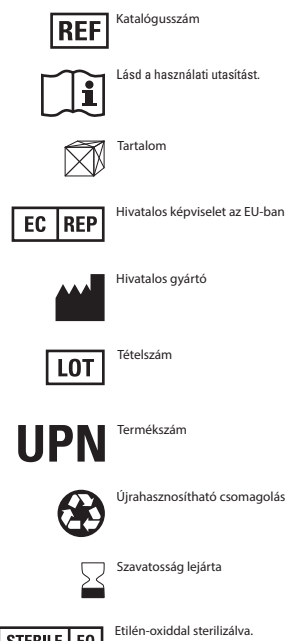 REF Katalógusszám
Lásd a használati utasítást.
Tartalom
EC REP Hivatalos képviselet az EU-ban
Hivatalos gyártó
LOT Tételszám
UPN Termékszám
Újrahasznosítható csomagolás
Szavatosság lejárta
STERILE EO Etilén-oxiddal sterilizálva.